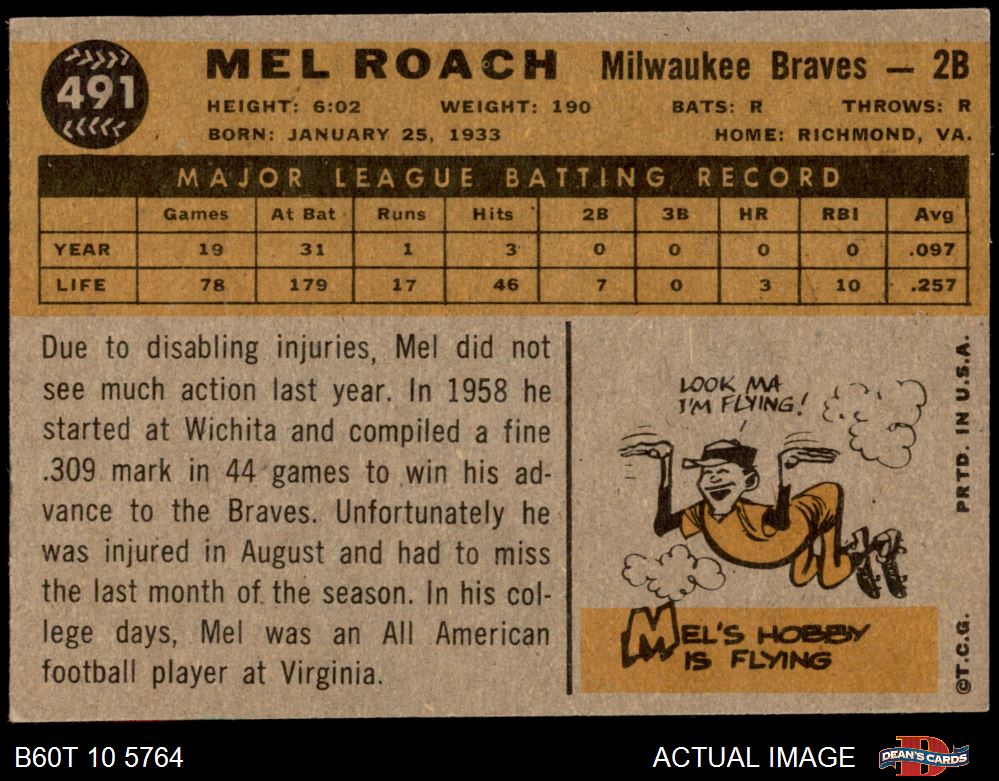 491
MEL ROACH Milwaukee Braves — 2B
HEIGHT: 6:02 WEIGHT: 190 BATS: R THROWS: R
BORN: JANUARY 25, 1933 HOME: RICHMOND, VA.
MAJOR LEAGUE BATTING RECORD
Games At Bat Runs Hits 2B 3B HR RBI Avg
YEAR 19 31 1 3 0 0 0 0 .097
LIFE 78 179 17 46 7 0 3 10 .257
Due to disabling injuries, Mel did not
see much action last year. In 1958 he
started at Wichita and compiled a fine
.309 mark in 44 games to win his ad-
vance to the Braves. Unfortunately he
was injured in August and had to miss
the last month of the season. In his col-
lege days, Mel was an All American
football player at Virginia.
LOOK MA
I'M FLYING!
MEL'S HOBBY
IS FLYING
©T.C.G. PRTD. IN U.S.A.
B60T 10 5764 ACTUAL IMAGE
DEAN'S CARDS